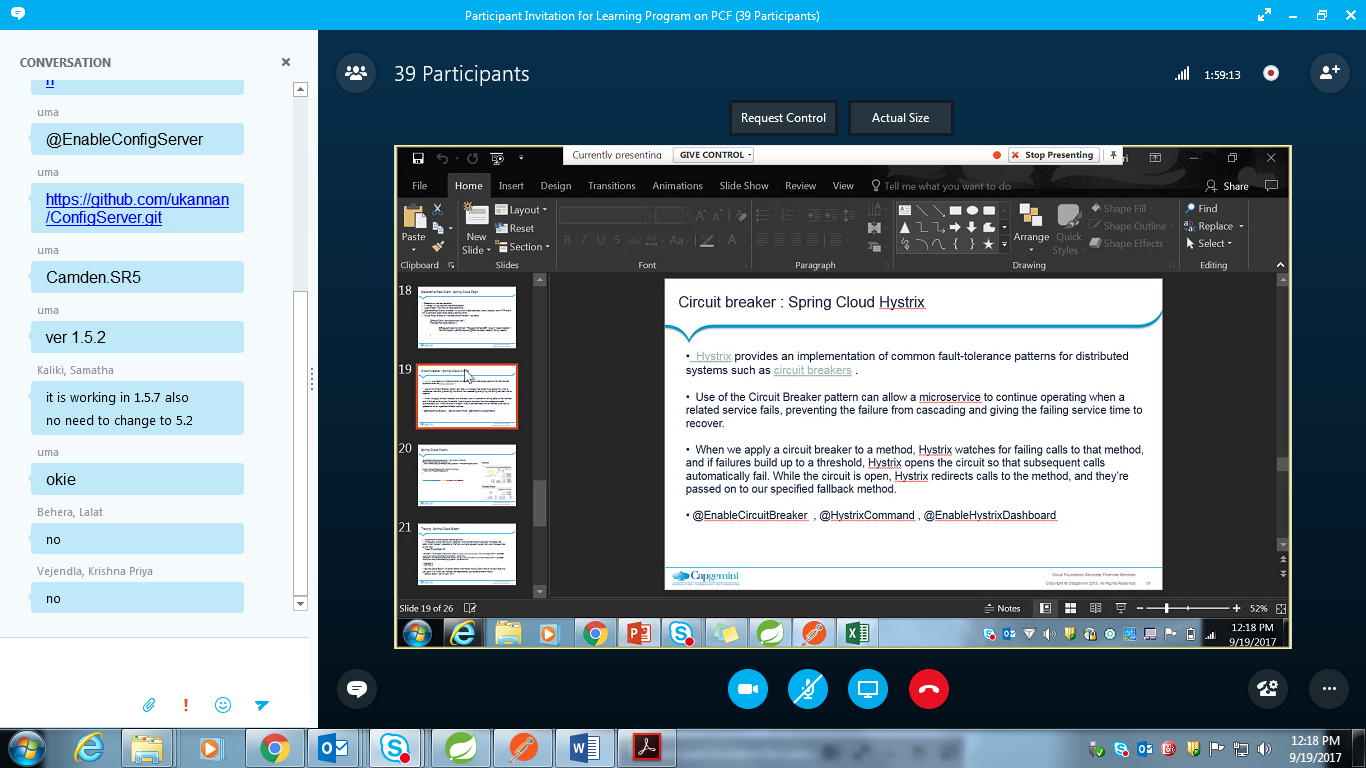 Participant Invitation for Learning Program on PCF (39 Participants)
CONVERSATION
uma
@EnableConfigServer
uma
https://github.com/ukannan
/ConfigServer.git
uma
Camden.SR5
uma
ver 1.5.2
Kaliki, Samatha
it is working in 1.5.7 also
no need to change to 5.2
uma
okie
Behera, Lalat
no
Vejendla, Krishna Priya
no
39 Participants
1:59:13
Request Control
Actual Size
Currently presenting
GIVE CONTROL
Stop Presenting
File Home Insert Design Transitions Animations Slide Show Review View Tell me what you want to do
Share
Paste
New
Slide
Layout
Reset
Section
Arrange
Quick
Styles
Shape Fill
Shape Outline
Shape Effects
Find
Replace
Select
Clipboard Slides Font Paragraph Drawing Editing
18
19
20
21
Circuit breaker : Spring Cloud Hystrix
• Hystrix provides an implementation of common fault-tolerance patterns for distributed
systems such as circuit breakers .
• Use of the Circuit Breaker pattern can allow a microservice to continue operating when a
related service fails, preventing the failure from cascading and giving the failing service time to
recover.
• When we apply a circuit breaker to a method, Hystrix watches for failing calls to that method,
and if failures build up to a threshold, Hystrix opens the circuit so that subsequent calls
automatically fail. While the circuit is open, Hystrix redirects calls to the method, and they're
passed on to our specified fallback method.
• @EnableCircuitBreaker , @HystrixCommand , @EnableHystrixDashboard
Capgemini
Cloud Foundation Services| Financial Services
19
Slide 19 of 26
Notes
52%
12:18 PM
9/19/2017
12:18 PM
9/19/2017